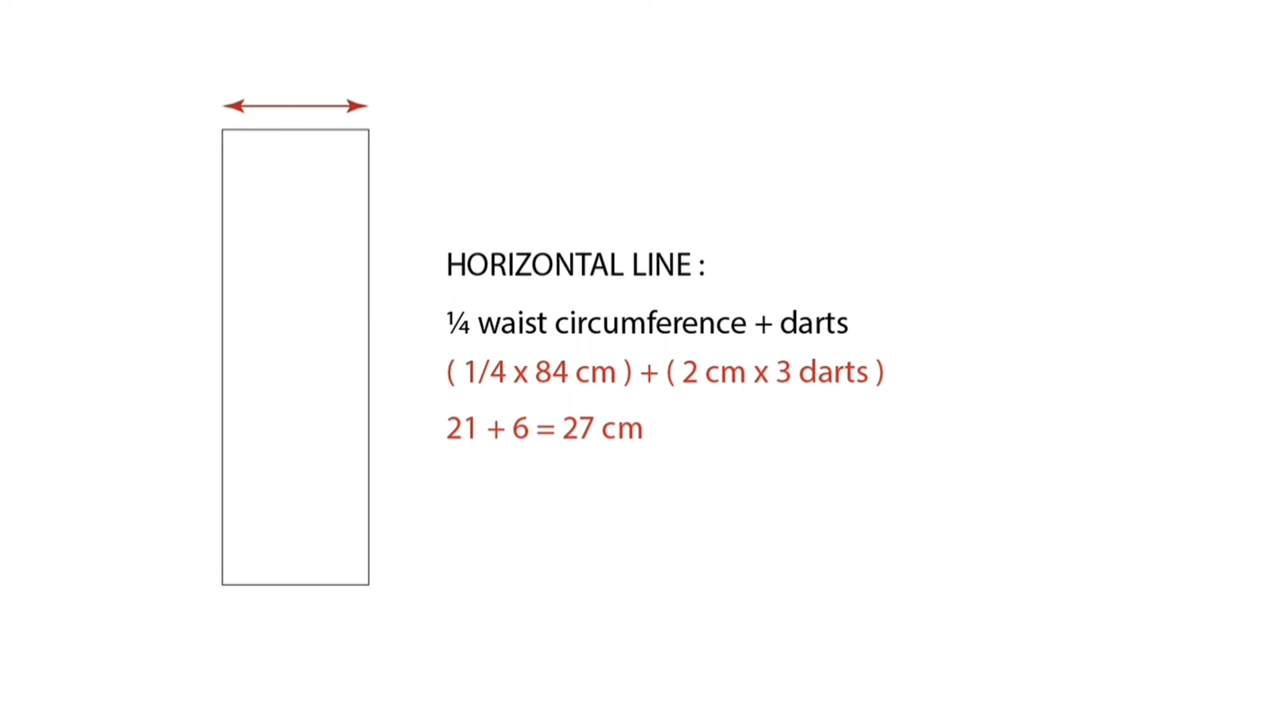 HORIZONTAL LINE :
¼ waist circumference + darts
( 1/4 x 84 cm ) + ( 2 cm x 3 darts )
21 + 6 = 27 cm